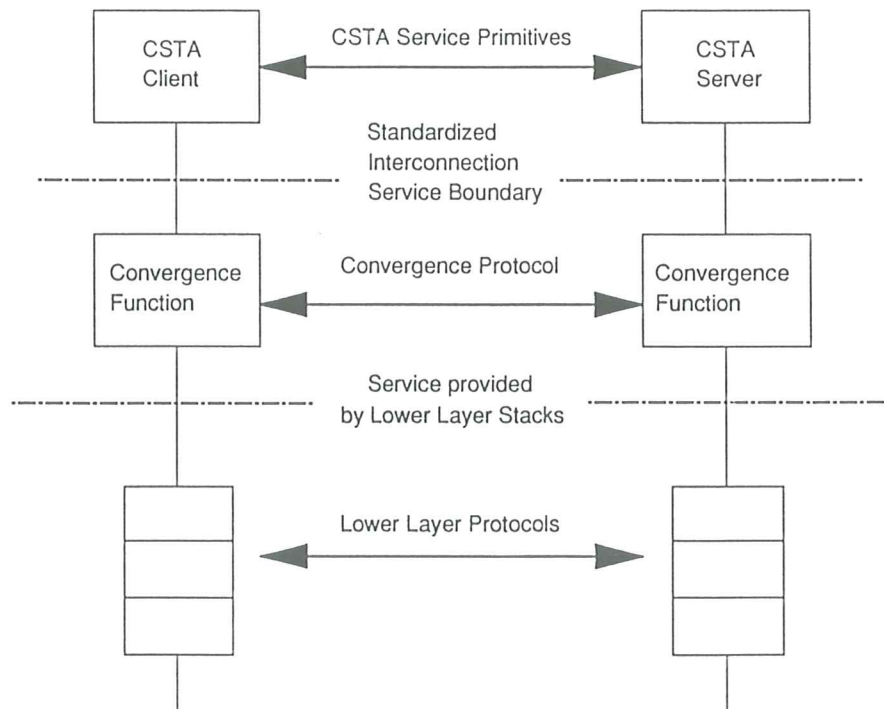 CSTA
Client
CSTA Service Primitives
CSTA
Server
Standardized
Interconnection
Service Boundary
Convergence
Function
Convergence Protocol
Convergence
Function
Service provided
by Lower Layer Stacks
Lower Layer Protocols